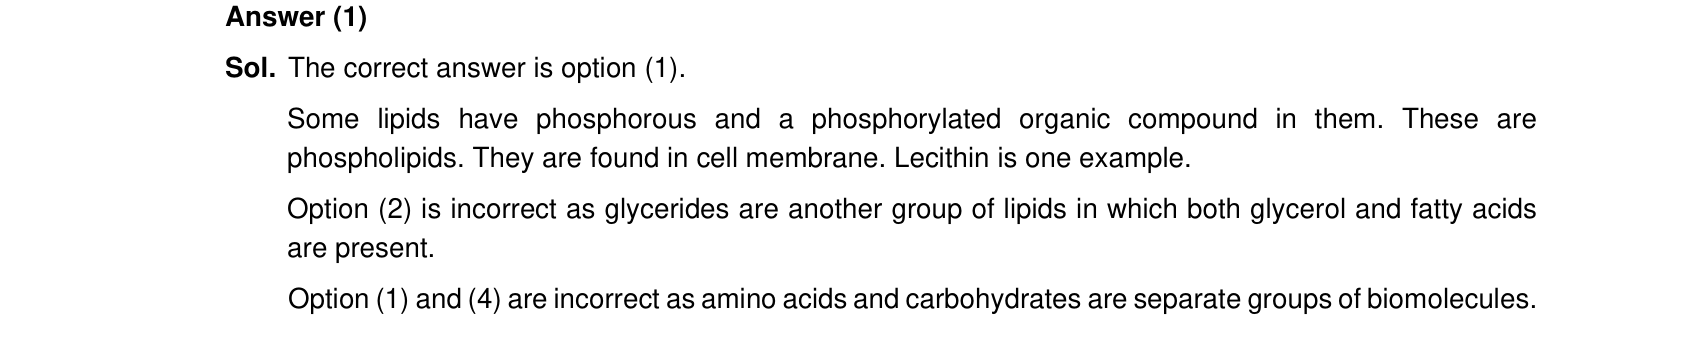 Answer (1)
Sol. The correct answer is option (1).
Some lipids have phosphorous and a phosphorylated organic compound in them. These are
phospholipids. They are found in cell membrane. Lecithin is one example.
Option (2) is incorrect as glycerides are another group of lipids in which both glycerol and fatty acids
are present.
Option (1) and (4) are incorrect as amino acids and carbohydrates are separate groups of biomolecules.